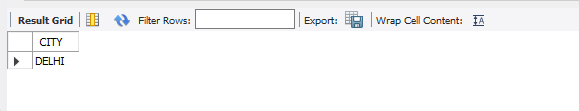 Result Grid Filter Rows: Export: Wrap Cell Content:
CITY
DELHI